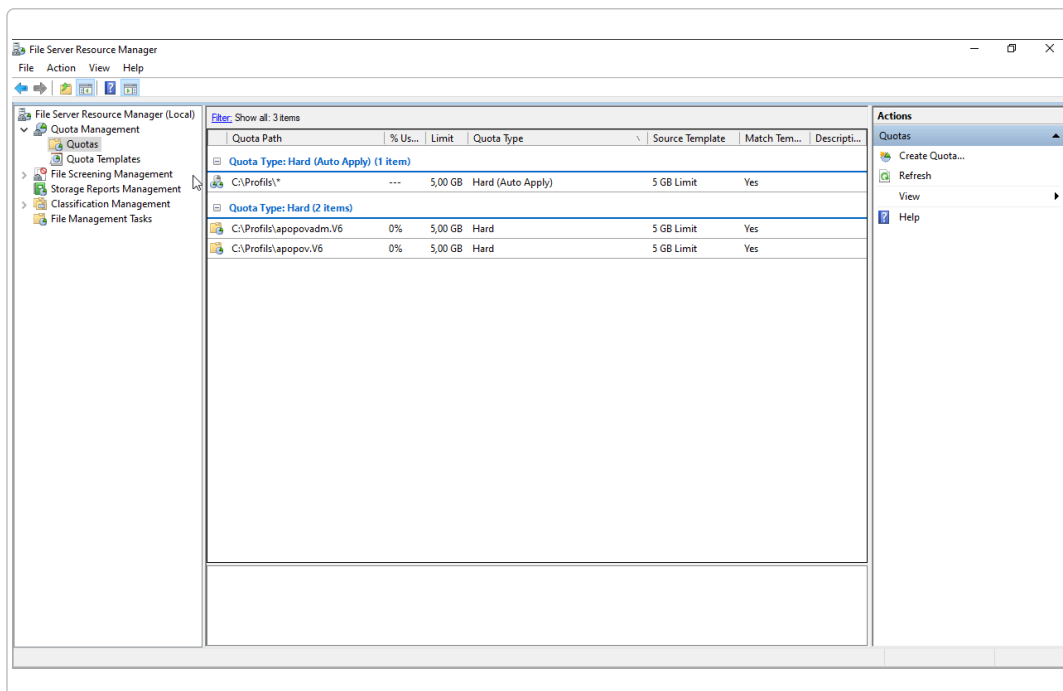 File Server Resource Manager
File Action View Help
File Server Resource Manager (Local)
Quota Management
Quotas
Quota Templates
File Screening Management
Storage Reports Management
Classification Management
File Management Tasks
Filter: Show all: 3 items
Quota Path % Us... Limit Quota Type Source Template Match Tem... Descripti...
Quota Type: Hard (Auto Apply) (1 item)
C:\Profils\* --- 5,00 GB Hard (Auto Apply) 5 GB Limit Yes
Quota Type: Hard (2 items)
C:\Profils\apopovadm.V6 0% 5,00 GB Hard 5 GB Limit Yes
C:\Profils\apopov.V6 0% 5,00 GB Hard 5 GB Limit Yes
Actions
Quotas
Create Quota...
Refresh
View
Help